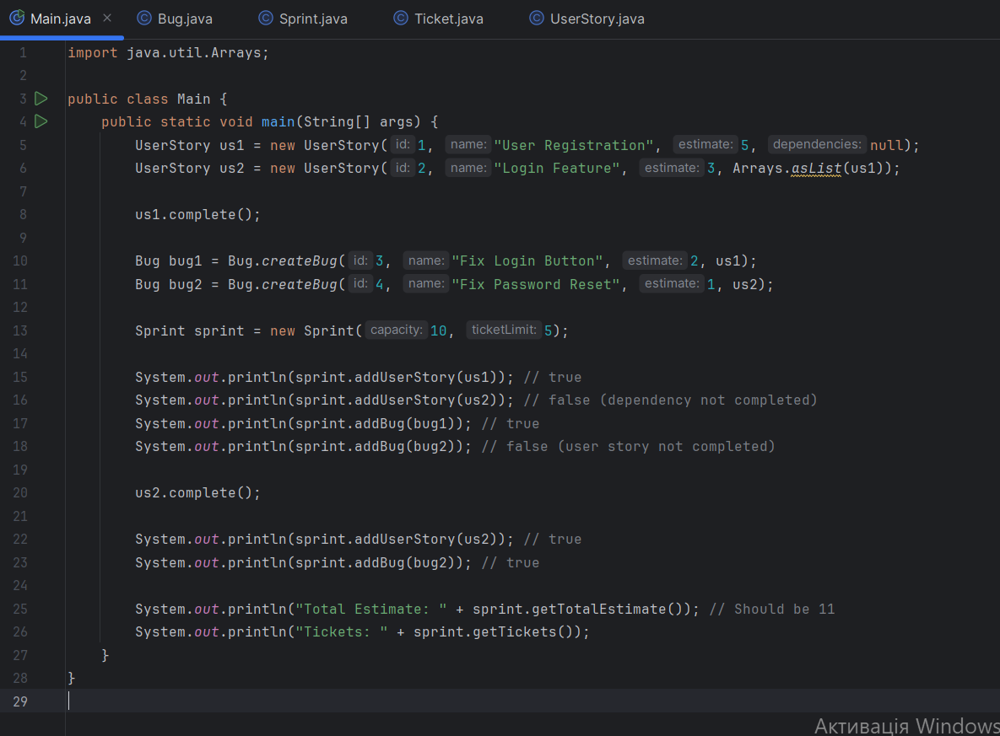 Main.java × Bug.java Sprint.java Ticket.java UserStory.java
1 import java.util.Arrays;
2
3 public class Main {
4 public static void main(String[] args) {
5 UserStory us1 = new UserStory( id: 1, name: "User Registration", estimate: 5, dependencies: null);
6 UserStory us2 = new UserStory( id: 2, name: "Login Feature", estimate: 3, Arrays.asList(us1));
7
8 us1.complete();
9
10 Bug bug1 = Bug.createBug( id: 3, name: "Fix Login Button", estimate: 2, us1);
11 Bug bug2 = Bug.createBug( id: 4, name: "Fix Password Reset", estimate: 1, us2);
12
13 Sprint sprint = new Sprint( capacity: 10, ticketLimit: 5);
14
15 System.out.println(sprint.addUserStory(us1)); // true
16 System.out.println(sprint.addUserStory(us2)); // false (dependency not completed)
17 System.out.println(sprint.addBug(bug1)); // true
18 System.out.println(sprint.addBug(bug2)); // false (user story not completed)
19
20 us2.complete();
21
22 System.out.println(sprint.addUserStory(us2)); // true
23 System.out.println(sprint.addBug(bug2)); // true
24
25 System.out.println("Total Estimate: " + sprint.getTotalEstimate()); // Should be 11
26 System.out.println("Tickets: " + sprint.getTickets());
27 }
28 }
29
Активація Windows